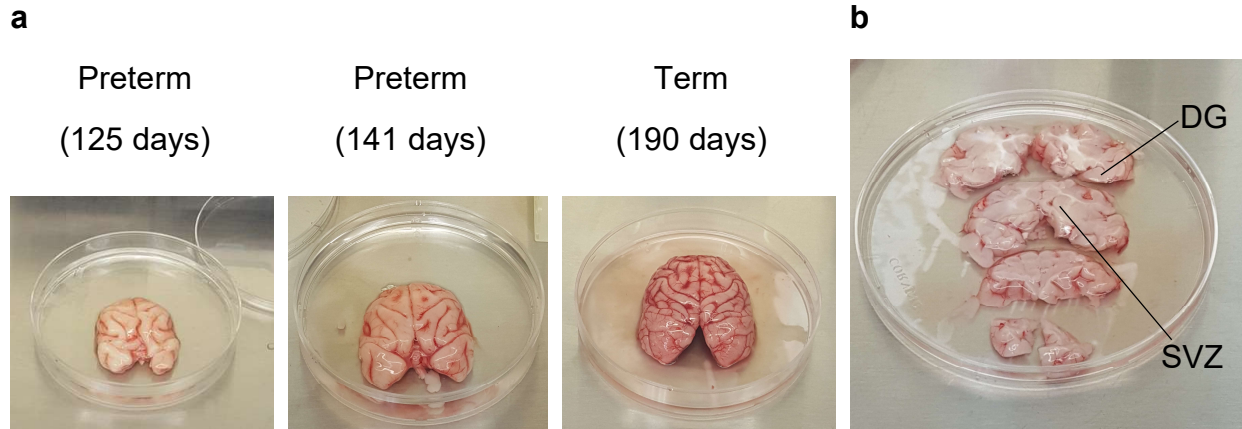 a
Preterm
(125 days)
Preterm
(141 days)
Term
(190 days)
b
DG
SVZ